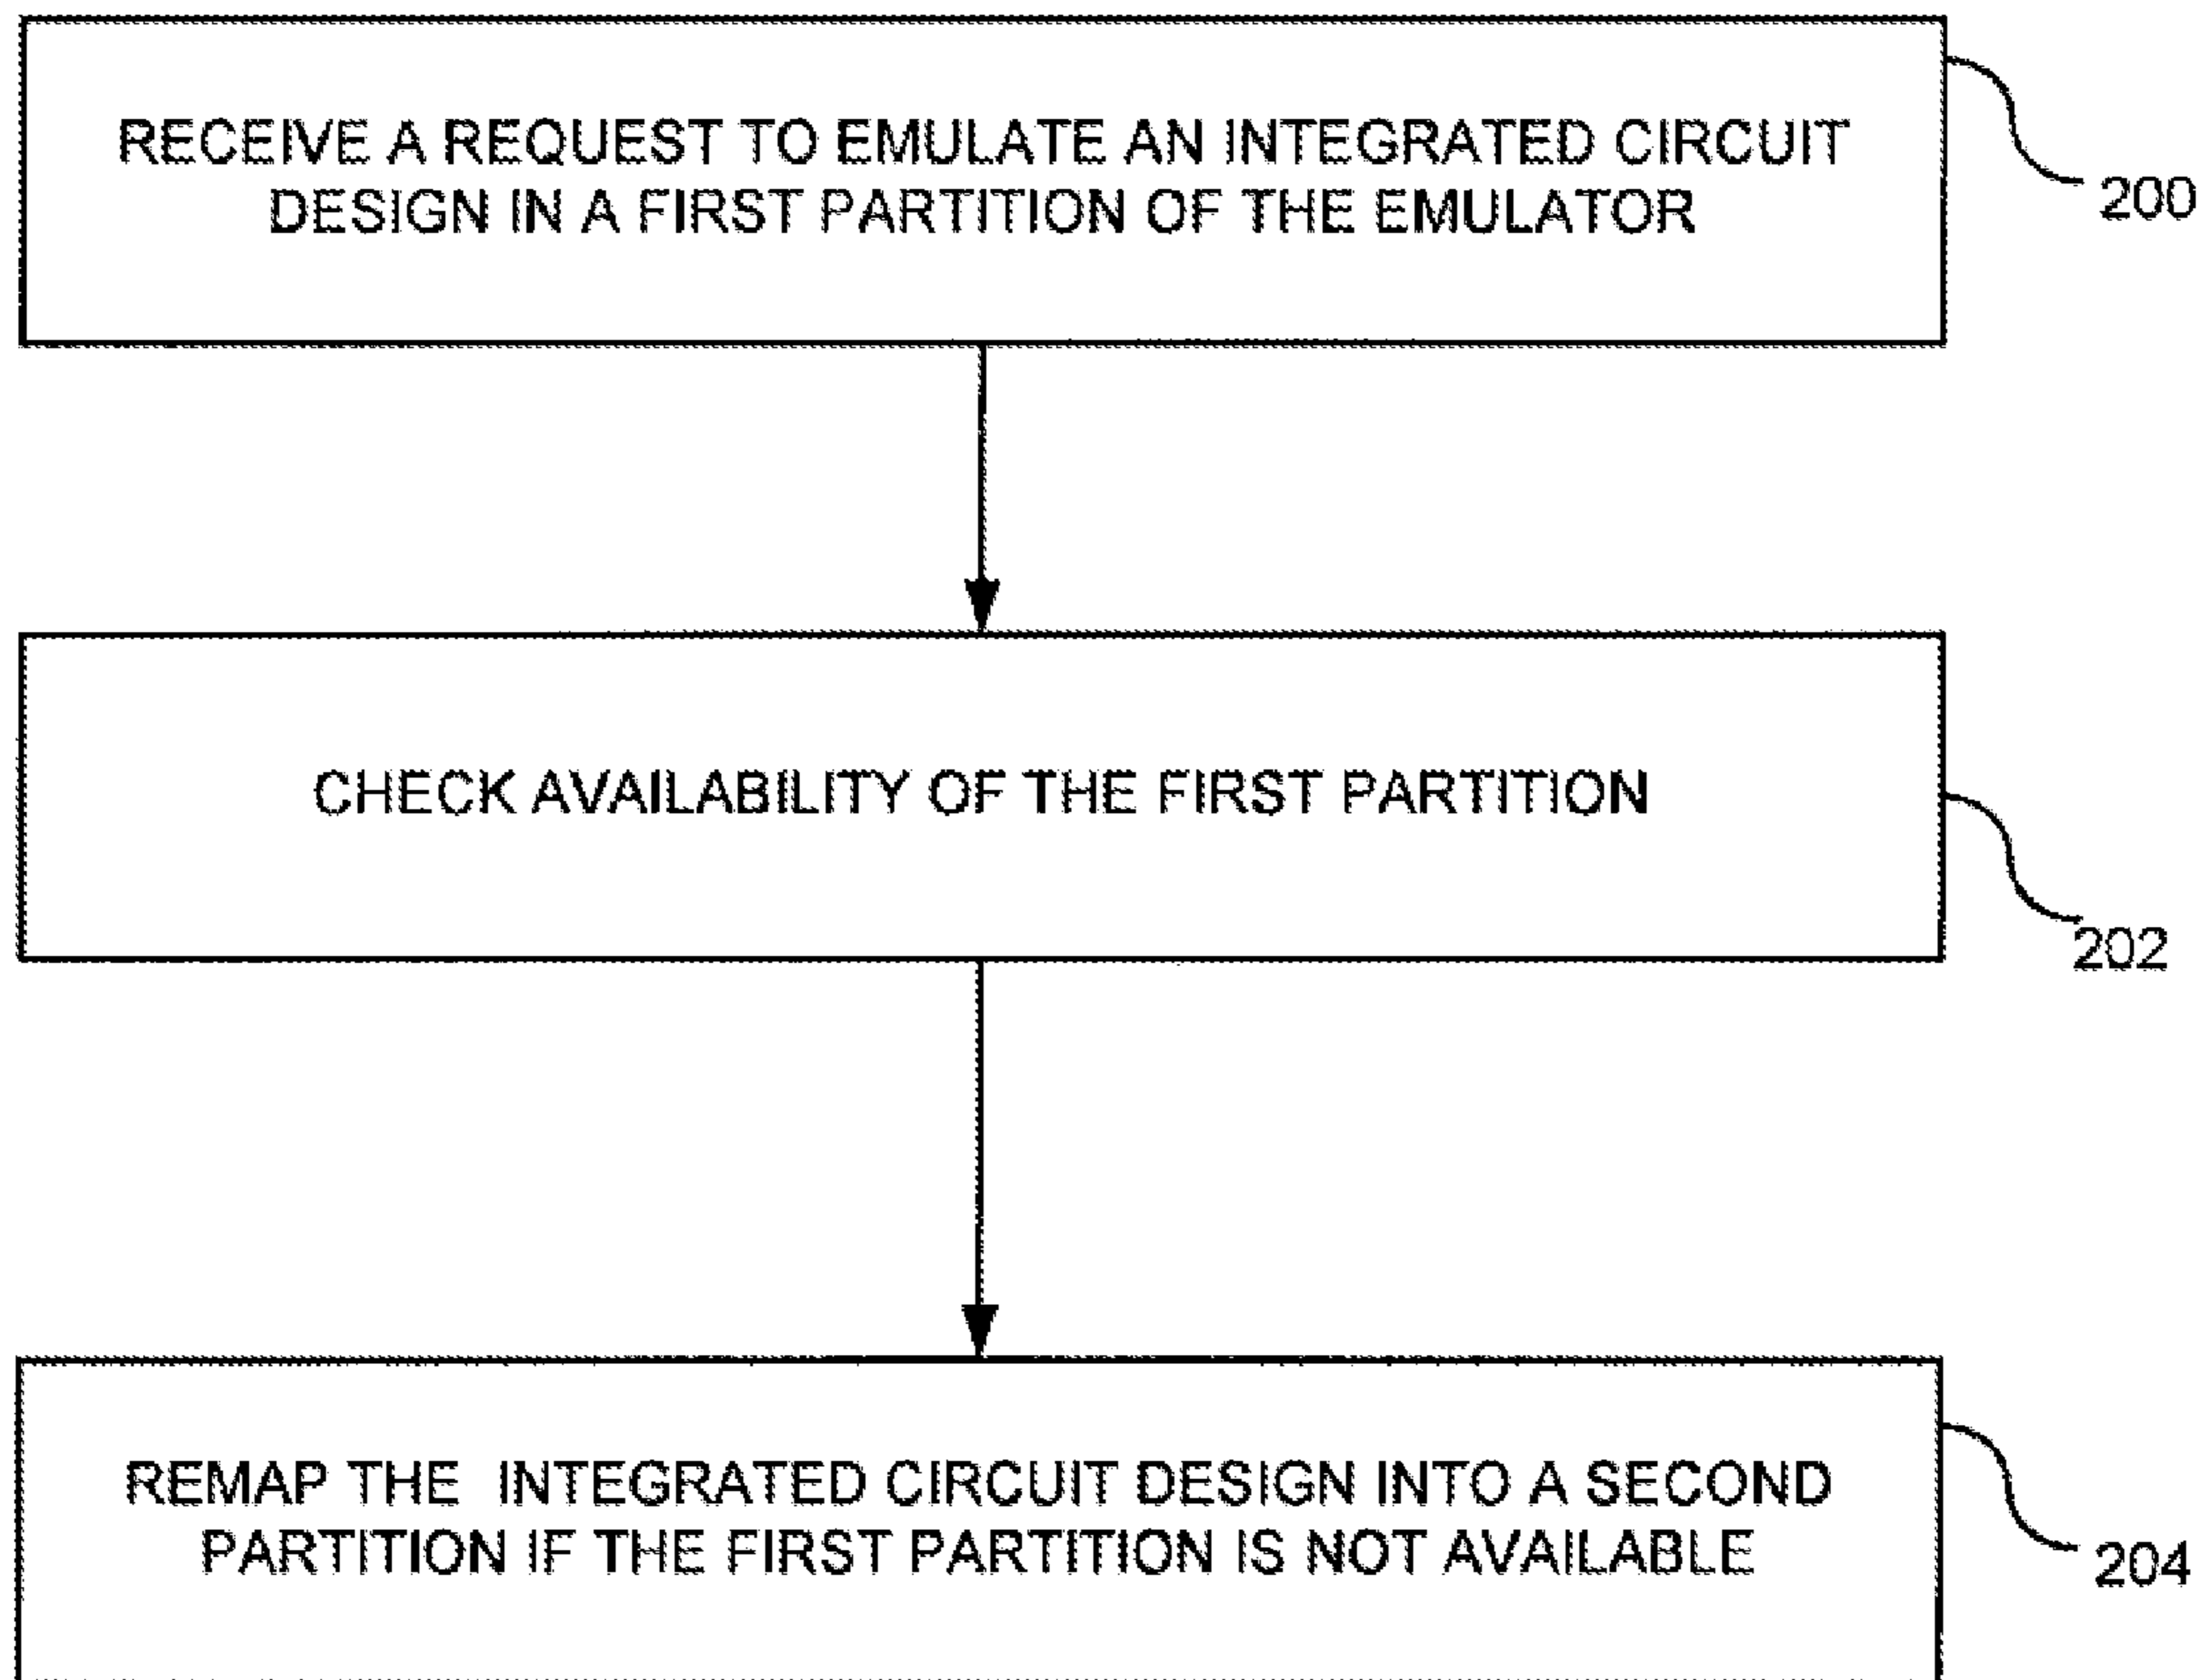 RECEIVE A REQUEST TO EMULATE AN INTEGRATED CIRCUIT
DESIGN IN A FIRST PARTITION OF THE EMULATOR
200
CHECK AVAILABILITY OF THE FIRST PARTITION
202
REMAP THE INTEGRATED CIRCUIT DESIGN INTO A SECOND
PARTITION IF THE FIRST PARTITION IS NOT AVAILABLE
204